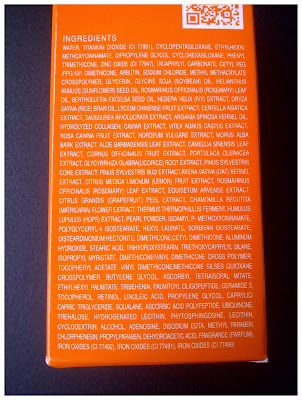 INGREDIENTS
WATER, TITANIUM DIOXIDE (CI 77891), CYCLOPENTASILOXANE, ETHYLHEXYL
METHOXYCINNAMATE, DIPROPYLENE GLYCOL, CYCLOHEXASILOXANE, PHENYL
TRIMETHICONE, ZINC OXIDE (CI 77947), DICAPRYLYL CARBONATE, CETYL PEG
PPG-10/1 DIMETHICONE, ARBUTIN, SODIUM CHLORIDE, METHYL METHACRYLATE
CROSSPOLYMER, GLYCERIN, GLYCINE SOJA (SOYBEAN) OIL, HELIANTHUS
ANNUUS (SUNFLOWER) SEED OIL, ROSMARINUS OFFICINALIS (ROSEMARY) LEAF
OIL, BERTHOLLETIA EXCELSA SEED OIL, HEDERA HELIX (IVY) EXTRACT, ORYZA
SATIVA (RICE) BRAN OIL, LYCIUM CHINENSE FRUIT EXTRACT, CENTELLA ASIATICA
EXTRACT, SAUSSUREA INVOLUCRATA EXTRACT, ARGANIA SPINOSA KERNEL OIL,
HYDROLYZED COLLAGEN, CAVIAR EXTRACT, VITEX AGNUS CASTUS EXTRACT,
ROSA CANINA FRUIT EXTRACT, HORDEUM VULGARE EXTRACT, MORUS ALBA
BARK EXTRACT, ALOE BARBADENSIS LEAF EXTRACT, CAMELLIA SINENSIS LEAF
EXTRACT, CORNUS OFFICINALIS FRUIT EXTRACT, PORTULACA OLERACEA
EXTRACT, GLYCYRRHIZA GLABRA(LICORICE) ROOT EXTRACT, PINUS SYLVESTRIS
CONE EXTRACT, PINUS SYLVESTRIS BUD EXTRACT,AVENA SATIVA (OAT) KERNEL
EXTRACT, CITRUS MEDICA LIMONUM (LEMON) FRUIT EXTRACT, ROSMARINUS
OFFICINALIS (ROSEMARY) LEAF EXTRACT, EQUISETUM ARVENSE EXTRACT,
CITRUS GRANDIS (GRAPEFRUIT) PEEL EXTRACT, CHAMOMILLA RECUTITA
(MATRICARIA) FLOWER EXTRACT, THERMUS THERMOPHILLUS FERMENT HUMULUS
LUPULUS HOPS EXTRACT, PEARL POWDER, ISOAMYL P- METHOXYCINNAMATE,
POLYGLYCERYL-4 ISOSTEARATE, HEXYL LAURATE, SORBITAN ISOSTEARATE,
DISTEARDIMONIUM HECTORITE, DIMETHICONE, CETYL DIMETHICONE, ALUMINUM
HYDROXIDE, STEARIC ACID, TRIHYDROXYSTEARIN, TRIETHOXYCAPRYLYL SILANE,
ISOPROPYL MYRISTATE, DIMETHICONE/VINYL DIMETHICONE CROSS POLYMER,
TOCOPHERYL ACETATE, VINYL DIMETHICONE/METHICONE SILSES QUIOXANE
CROSSPOLYMER, BUTYLENE GLYCOL, ASCORBYL TETRAISOPALMITATE,
ETHYLHEXYL PALMITATE, TRIBEHENIN, PALMITOYL OLIGOPEPTIDE, CERAMIDE 3,
TOCOPHEROL, RETINOL, LINOLEIC ACID, PROPYLENE GLYCOL, CAPRYLIC
CAPRIC TRIGLYCERIDE, SQUALANE, ASCORBIC ACID POLYPEPTIDE, UBIQUINONE,
TREHALOSE, HYDROGENATED LECITHIN, PHYTOSPHINGOSINE, LECITHIN,
CYCLODEXTRIN, ALCOHOL, ADENOSINE, DISODIUM EDTA, METHYL PARABEN,
CHLORPHENESIN, PROPYLPARABEN, DEHYDROACETIC ACID, FRAGRANCE (PARFUM),
IRON OXIDES (CI 77492), IRON OXIDES (CI 77491), IRON OXIDES (CI 77499)